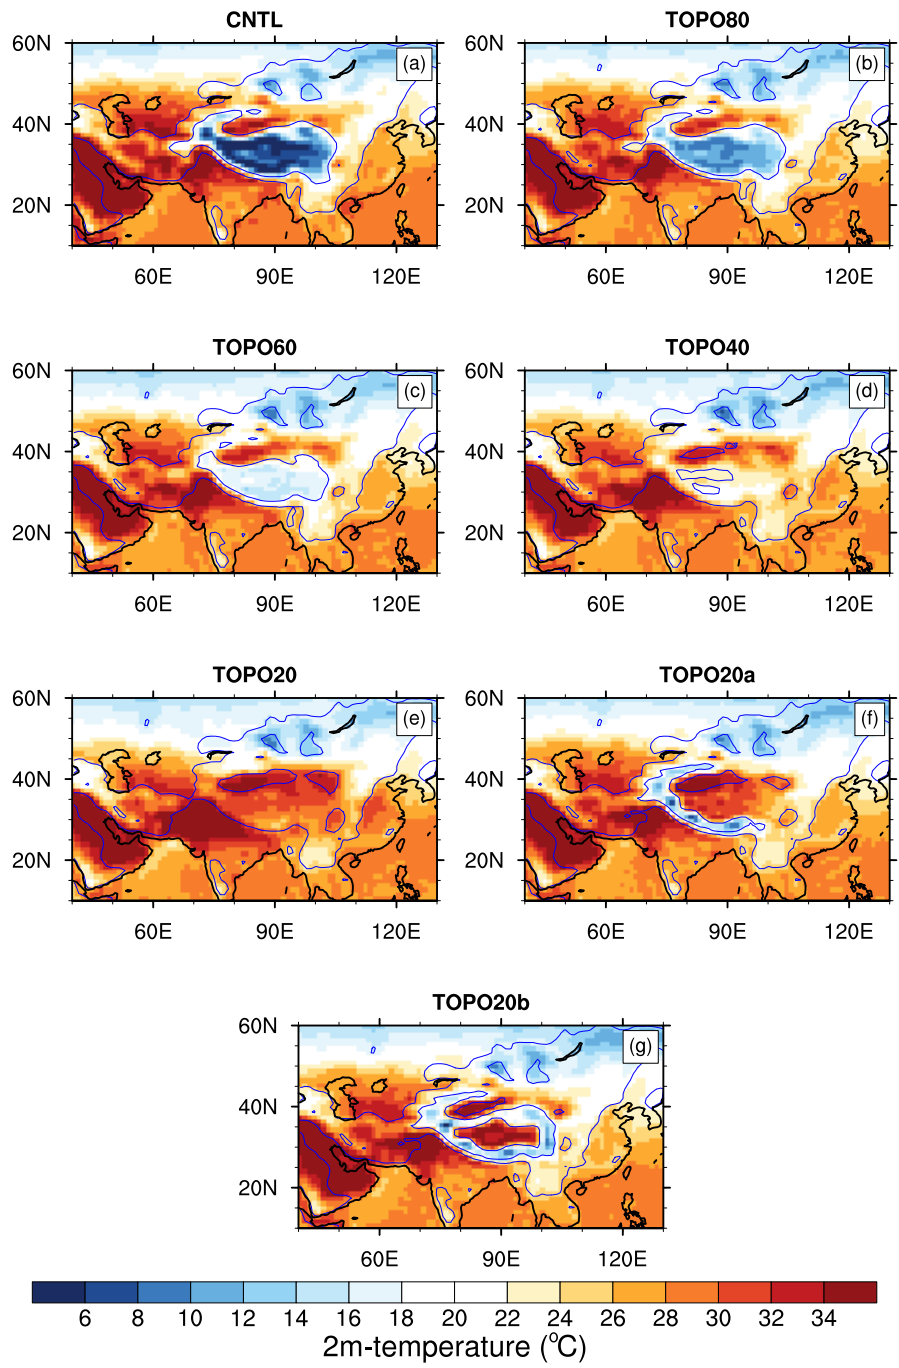 CNTL
TOPO80
60N
40N
20N
(a)
60E
90E
120E
60N
40N
20N
(b)
60E
90E
120E
TOPO60
TOPO40
60N
40N
20N
(c)
60E
90E
120E
60N
40N
20N
(d)
60E
90E
120E
TOPO20
TOPO20a
60N
40N
20N
(e)
60E
90E
120E
60N
40N
20N
(f)
60E
90E
120E
TOPO20b
60N
40N
20N
(g)
60E
90E
120E
6 8 10 12 14 16 18 20 22 24 26 28 30 32 34
2m-temperature (°C)